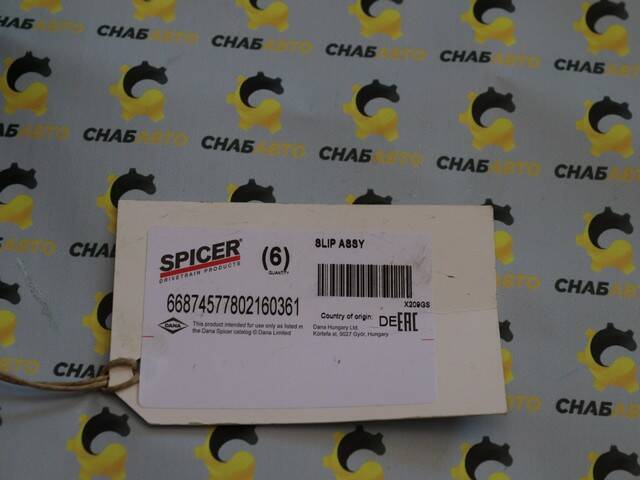 SPICER®
DRIVETRAIN PRODUCTS
(6)
QUANTITY
SLIP ASSY
X209GS
66874577802160361
DANA
This product intended for use only as listed in
the Dana Spicer catalog © Dana Limited
Country of origin: DE EAC
Dana Hungary Ltd.
Körtefa st, 9027 Győr, Hungary
СНАБАВТО
СНАБАВТО
СНАБАВТО
СНАБАВТО
СНАБАВТО
СНАБАВТО
СНАБАВТО
СНАБАВТО
СНАБАВТО
СНАБАВТО